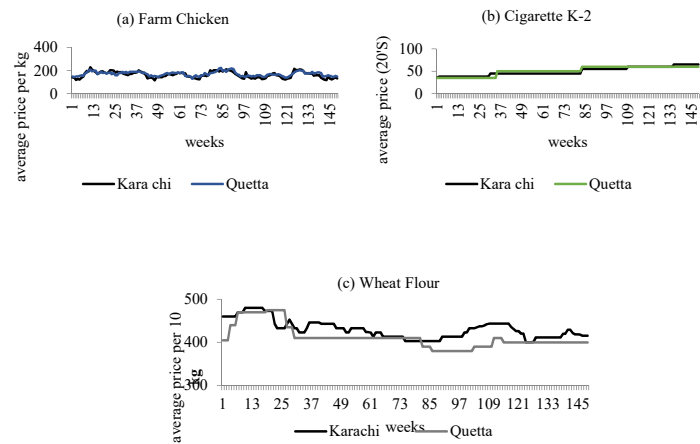 (a) Farm Chicken
average price per kg
400
200
0
1 13 25 37 49 61 73 85 97 109 121 133 145
weeks
Kara chi Quetta
(b) Cigarette K-2
average price (20'S)
100
50
0
1 13 25 37 49 61 73 85 97 109 121 133 145
weeks
Kara chi Quetta
(c) Wheat Flour
average price per 10
kg
500
400
300
1 13 25 37 49 61 73 85 97 109 121 133 145
weeks
Karachi Quetta